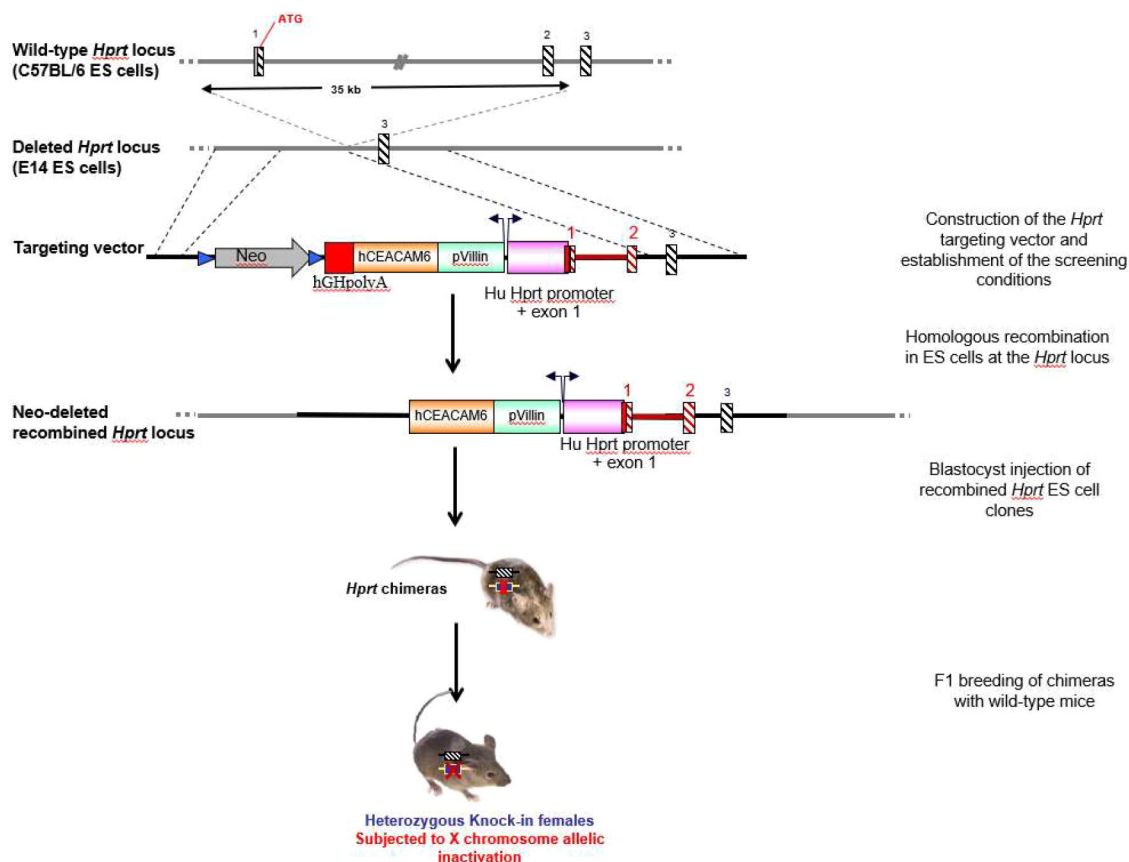 ATG
1
2
3
Wild-type Hprt locus
(C57BL/6 ES cells)
35 kb
3
Deleted Hprt locus
(E14 ES cells)
Targeting vector
Neo
hCEACAM6
pVillin
1
2
3
hGHpolyA
Hu Hprt promoter
+ exon 1
Construction of the Hprt
targeting vector and
establishment of the screening
conditions
Homologous recombination
in ES cells at the Hprt locus
Neo-deleted
recombined Hprt locus
hCEACAM6
pVillin
1
2
3
Hu Hprt promoter
+ exon 1
Blastocyst injection of
recombined Hprt ES cell
clones
Hprt chimeras
F1 breeding of chimeras
with wild-type mice
Heterozygous Knock-in females
Subjected to X chromosome allelic
inactivation